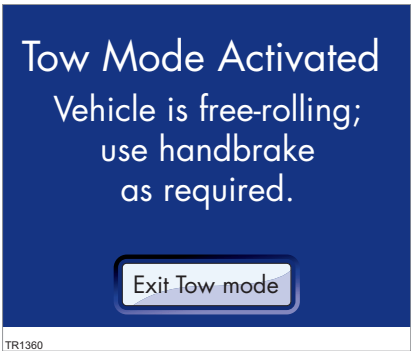 Tow Mode Activated
Vehicle is free-rolling;
use handbrake
as required.
Exit Tow mode
TR1360